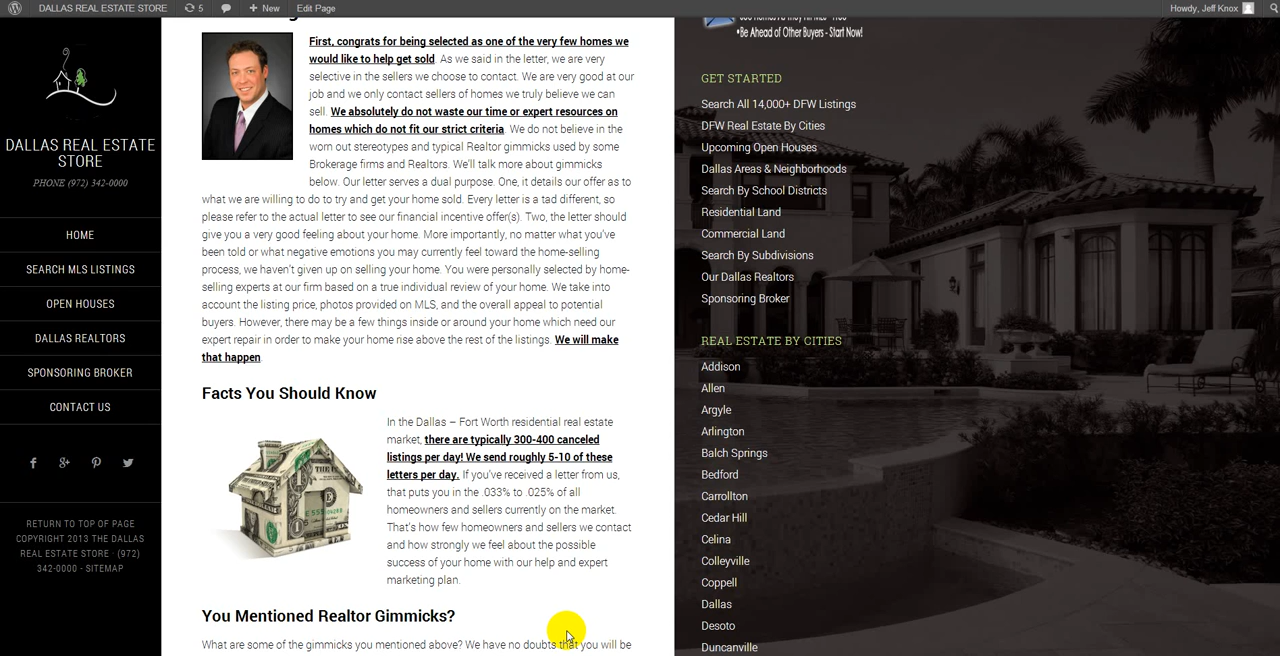 DALLAS REAL ESTATE STORE
5
New
Edit Page
Howdy, Jeff Knox
DALLAS REAL ESTATE
STORE
PHONE (972) 342-0000
HOME
SEARCH MLS LISTINGS
OPEN HOUSES
DALLAS REALTORS
SPONSORING BROKER
CONTACT US
RETURN TO TOP OF PAGE
COPYRIGHT 2013 THE DALLAS
REAL ESTATE STORE · (972)
342-0000 - SITEMAP
First, congrats for being selected as one of the very few homes we
would like to help get sold. As we said in the letter, we are very
selective in the sellers we choose to contact. We are very good at our
job and we only contact sellers of homes we truly believe we can
sell. We absolutely do not waste our time or expert resources on
homes which do not fit our strict criteria. We do not believe in the
worn out stereotypes and typical Realtor gimmicks used by some
Brokerage firms and Realtors. We'll talk more about gimmicks
below. Our letter serves a dual purpose. One, it details our offer as to
what we are willing to do to try and get your home sold. Every letter is a tad different, so
please refer to the actual letter to see our financial incentive offer(s). Two, the letter should
give you a very good feeling about your home. More importantly, no matter what you've
been told or what negative emotions you may currently feel toward the home-selling
process, we haven't given up on selling your home. You were personally selected by home-
selling experts at our firm based on a true individual review of your home. We take into
account the listing price, photos provided on MLS, and the overall appeal to potential
buyers. However, there may be a few things inside or around your home which need our
expert repair in order to make your home rise above the rest of the listings. We will make
that happen.
Facts You Should Know
In the Dallas – Fort Worth residential real estate
market, there are typically 300-400 canceled
listings per day! We send roughly 5-10 of these
letters per day. If you've received a letter from us,
that puts you in the .033% to .025% of all
homeowners and sellers currently on the market.
That's how few homeowners and sellers we contact
and how strongly we feel about the possible
success of your home with our help and expert
marketing plan.
You Mentioned Realtor Gimmicks?
What are some of the gimmicks you mentioned above? We have no doubts that you will be
•Be Ahead of Other Buyers - Start Now!
GET STARTED
Search All 14,000+ DFW Listings
DFW Real Estate By Cities
Upcoming Open Houses
Dallas Areas & Neighborhoods
Search By School Districts
Residential Land
Commercial Land
Search By Subdivisions
Our Dallas Realtors
Sponsoring Broker
REAL ESTATE BY CITIES
Addison
Allen
Argyle
Arlington
Balch Springs
Bedford
Carrollton
Cedar Hill
Celina
Colleyville
Coppell
Dallas
Desoto
Duncanville